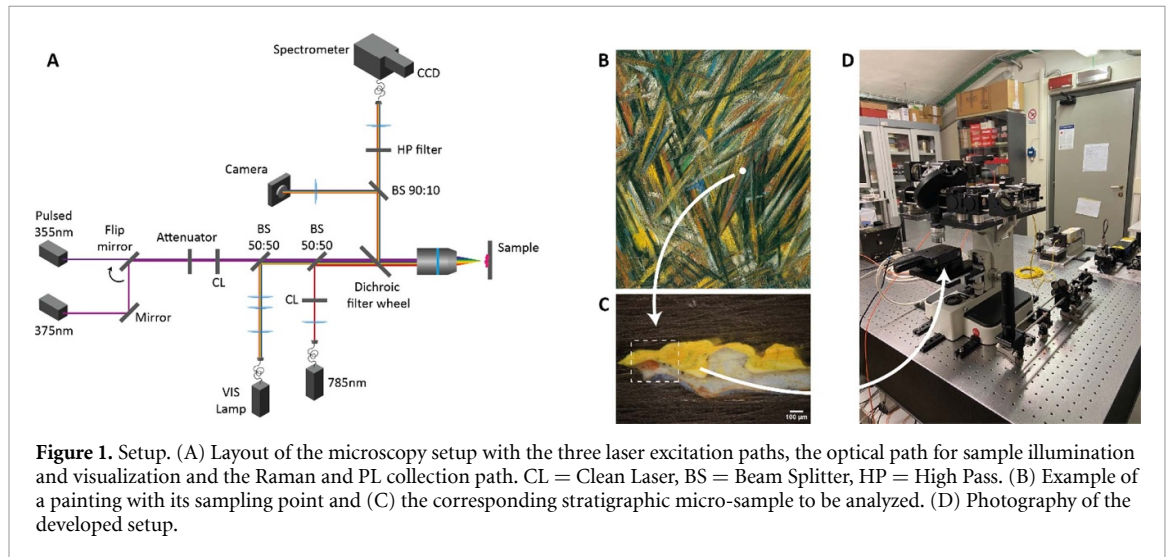 A
Spectrometer
CCD
HP filter
Camera
BS 90:10
Pulsed
355nm
Flip
mirror
Attenuator
BS
50:50
BS
50:50
Sample
CL
Dichroic
filter wheel
CL
375nm
Mirror
785nm
VIS
Lamp
B
C
100 µm
D
Figure 1. Setup. (A) Layout of the microscopy setup with the three laser excitation paths, the optical path for sample illumination
and visualization and the Raman and PL collection path. CL = Clean Laser, BS = Beam Splitter, HP = High Pass. (B) Example of
a painting with its sampling point and (C) the corresponding stratigraphic micro-sample to be analyzed. (D) Photography of the
developed setup.